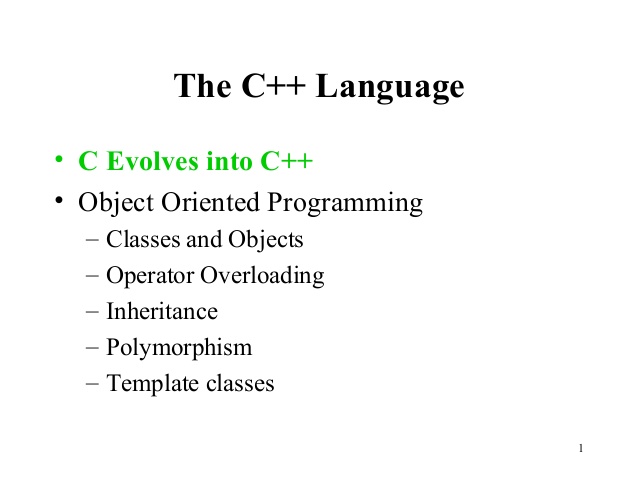 The C++ Language
• C Evolves into C++
• Object Oriented Programming
– Classes and Objects
– Operator Overloading
– Inheritance
– Polymorphism
– Template classes
1